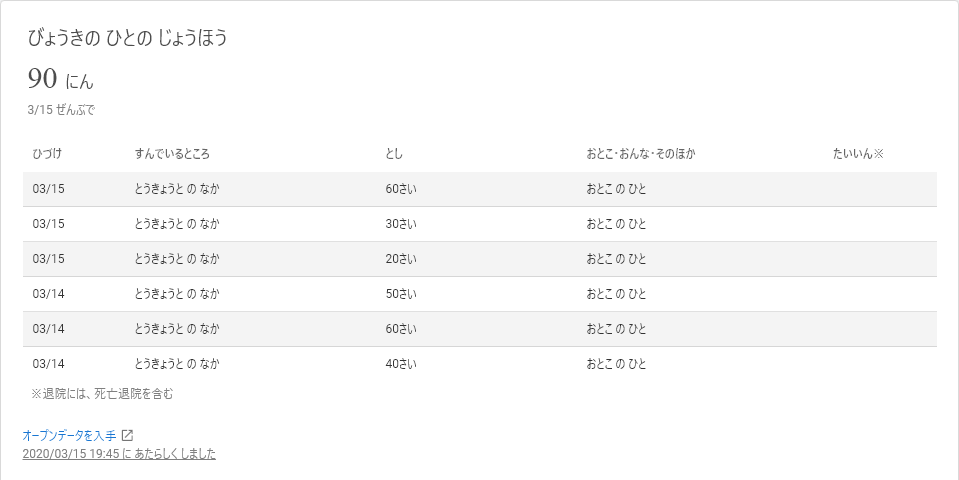 びょうきの ひとの じょうほう
90 にん
3/15 ぜんぶで
ひづけ すんでいるところ とし おとこ・おんな・そのほか たいいん※
03/15 とうきょうと の なか 60さい おとこ の ひと
03/15 とうきょうと の なか 30さい おとこ の ひと
03/15 とうきょうと の なか 20さい おとこ の ひと
03/14 とうきょうと の なか 50さい おとこ の ひと
03/14 とうきょうと の なか 60さい おとこ の ひと
03/14 とうきょうと の なか 40さい おとこ の ひと
※退院には、死亡退院を含む
オープンデータを入手
2020/03/15 19:45 に あたらしく しました